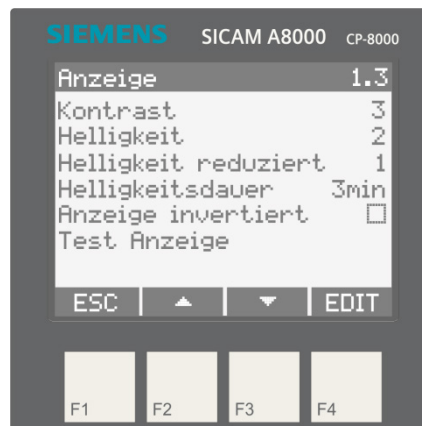 SIEMENS SICAM A8000 CP-8000
Anzeige 1.3
Kontrast 3
Helligkeit 2
Helligkeit reduziert 1
Helligkeitsdauer 3min
Anzeige invertiert
Test Anzeige
ESC EDIT
F1 F2 F3 F4